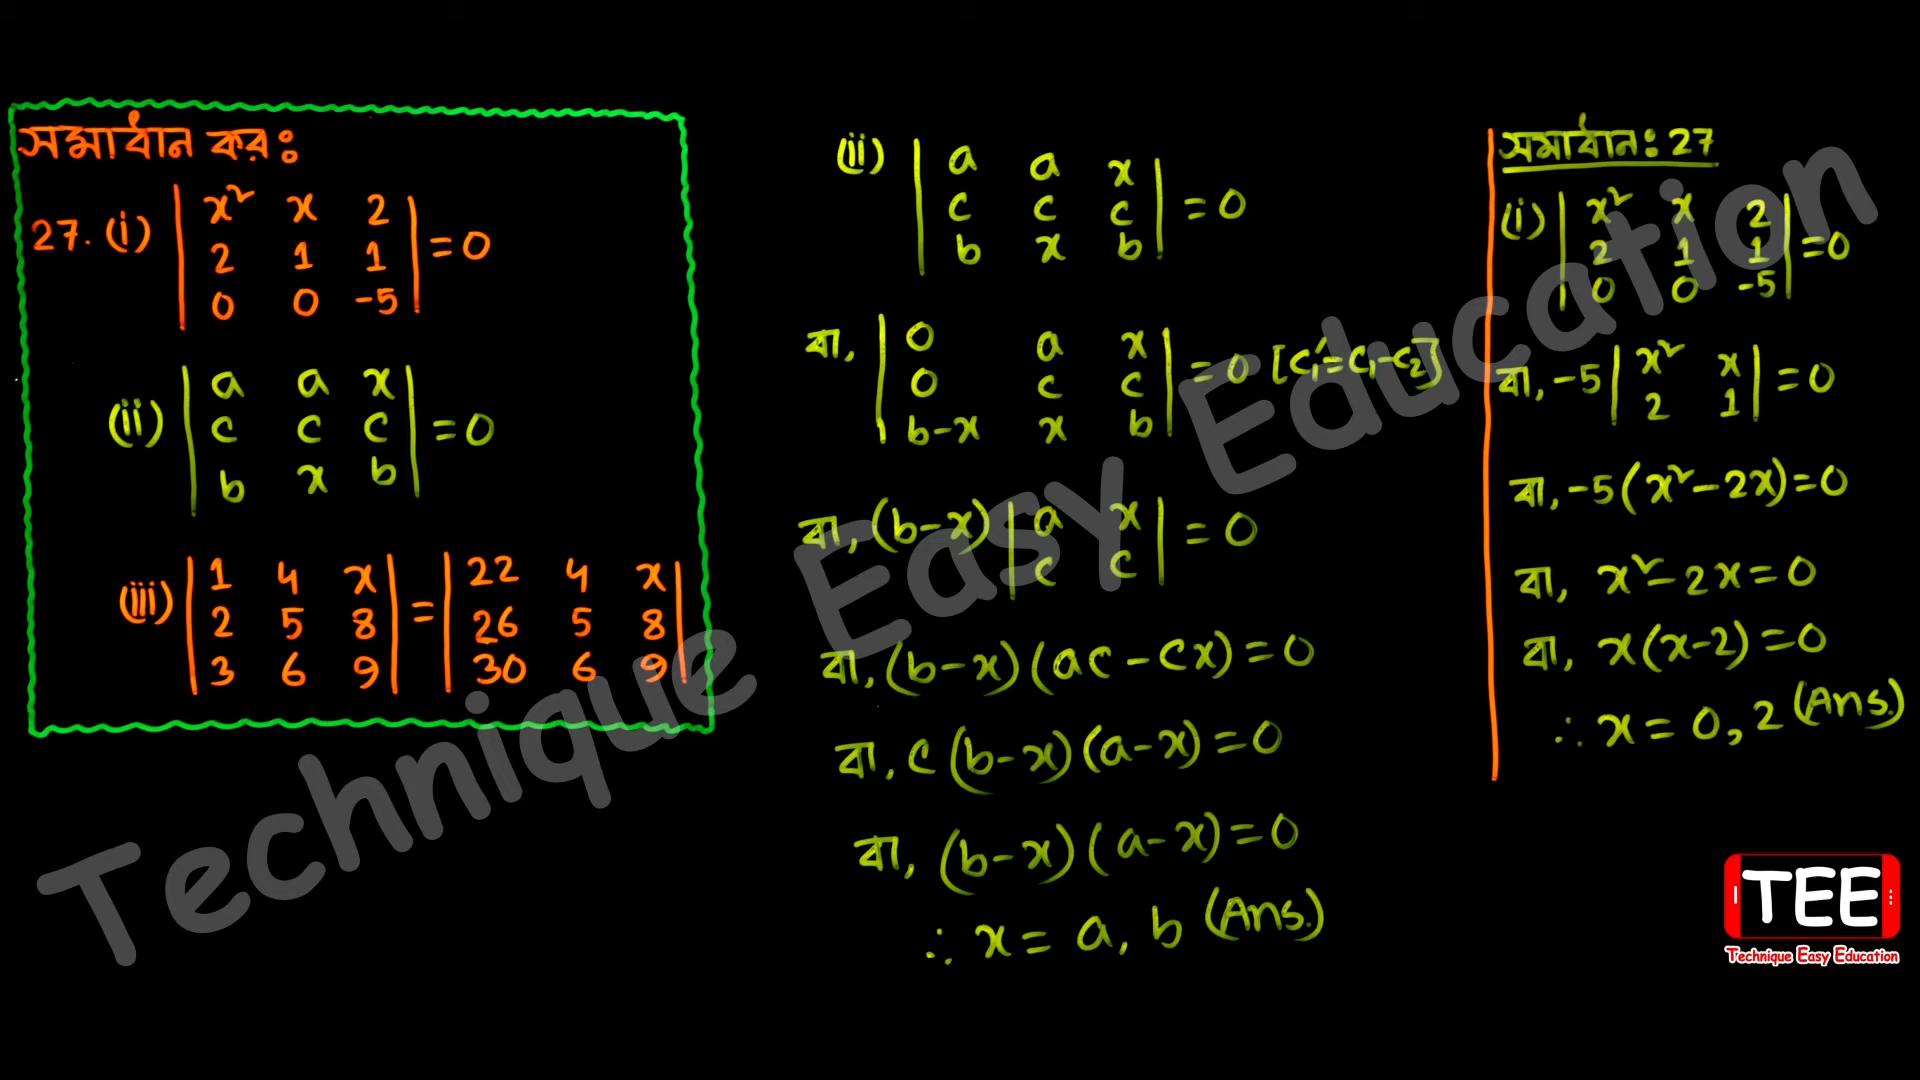 সমাধান করঃ
27. (i) | x² x 2 |
| 2 1 1 | = 0
| 0 0 -5 |
(ii) | a a x |
| c c c | = 0
| b x b |
(iii) | 1 4 x | = | 22 4 x |
| 2 5 8 | | 26 5 8 |
| 3 6 9 | | 30 6 9 |
(ii) | a a x |
| c c c | = 0
| b x b |
বা, | 0 a x |
| 0 c c | = 0 [c₁′ = c₁-c₂]
| b-x x b |
বা, (b-x) | a x | = 0
| c c |
বা, (b-x)(ac-cx) = 0
বা, c(b-x)(a-x) = 0
বা, (b-x)(a-x) = 0
∴ x = a, b (Ans.)
সমাধান: 27
(i) | x² x 2 |
| 2 1 1 | = 0
| 0 0 -5 |
বা, -5 | x² x | = 0
| 2 1 |
বা, -5(x²-2x) = 0
বা, x²-2x = 0
বা, x(x-2) = 0
∴ x = 0, 2 (Ans.)
Technique Easy Education
TEE
Technique Easy Education